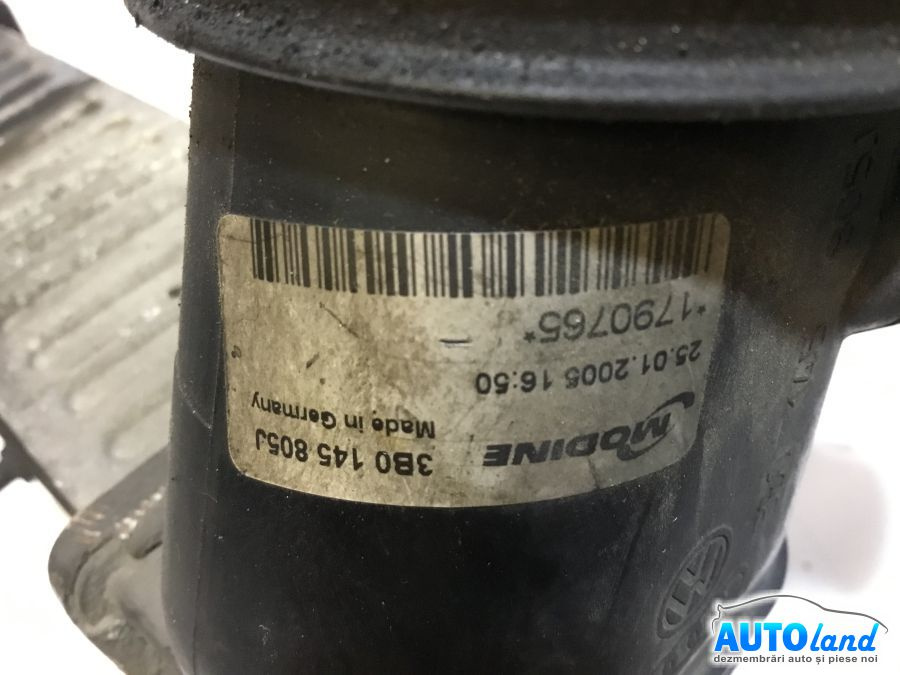 MODINE
3B0 145 805J
Made in Germany
25.01.2005 16:50
*1790765*
–
AUTOland
dezmembrări auto și piese noi